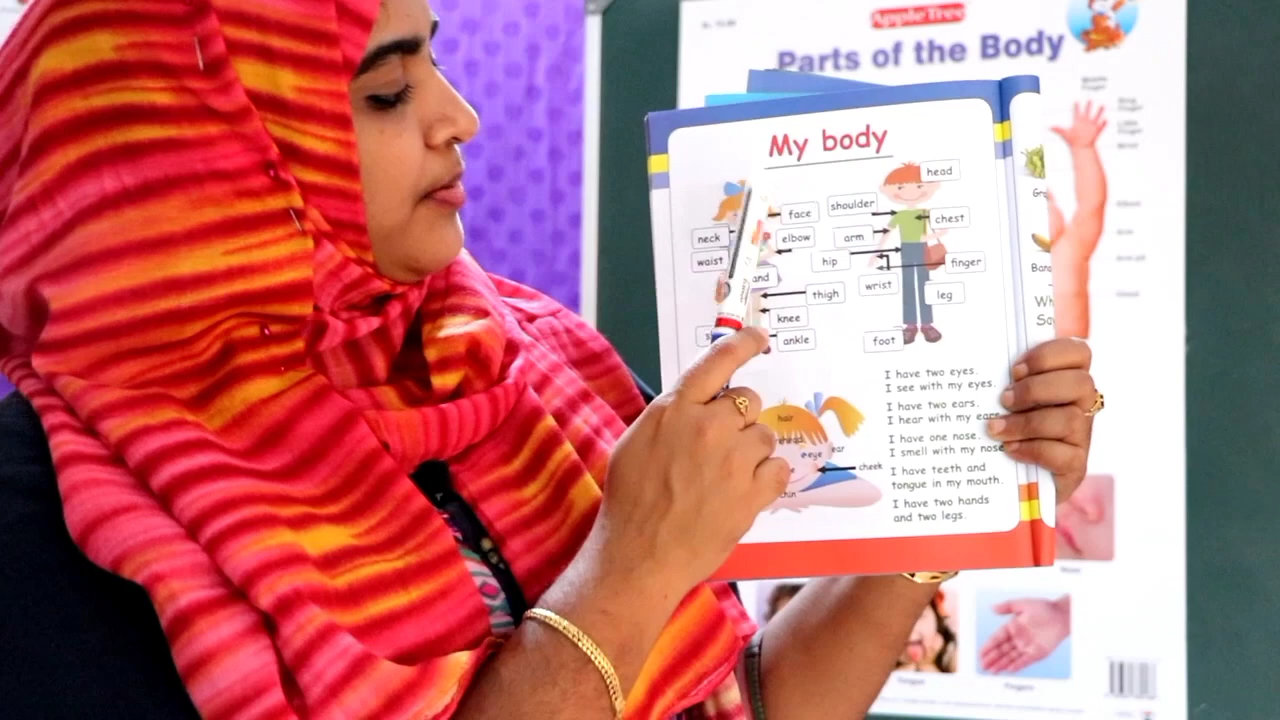 AppleTree
Parts of the Body
My body
head
face
shoulder
chest
neck
elbow
arm
waist
hip
finger
wrist
thigh
leg
knee
ankle
foot
I have two eyes.
I see with my eyes.
I have two ears.
I hear with my ears
I have one nose.
I smell with my nose
I have teeth and
tongue in my mouth.
I have two hands
and two legs.
hair
eye
ear
cheek
chin